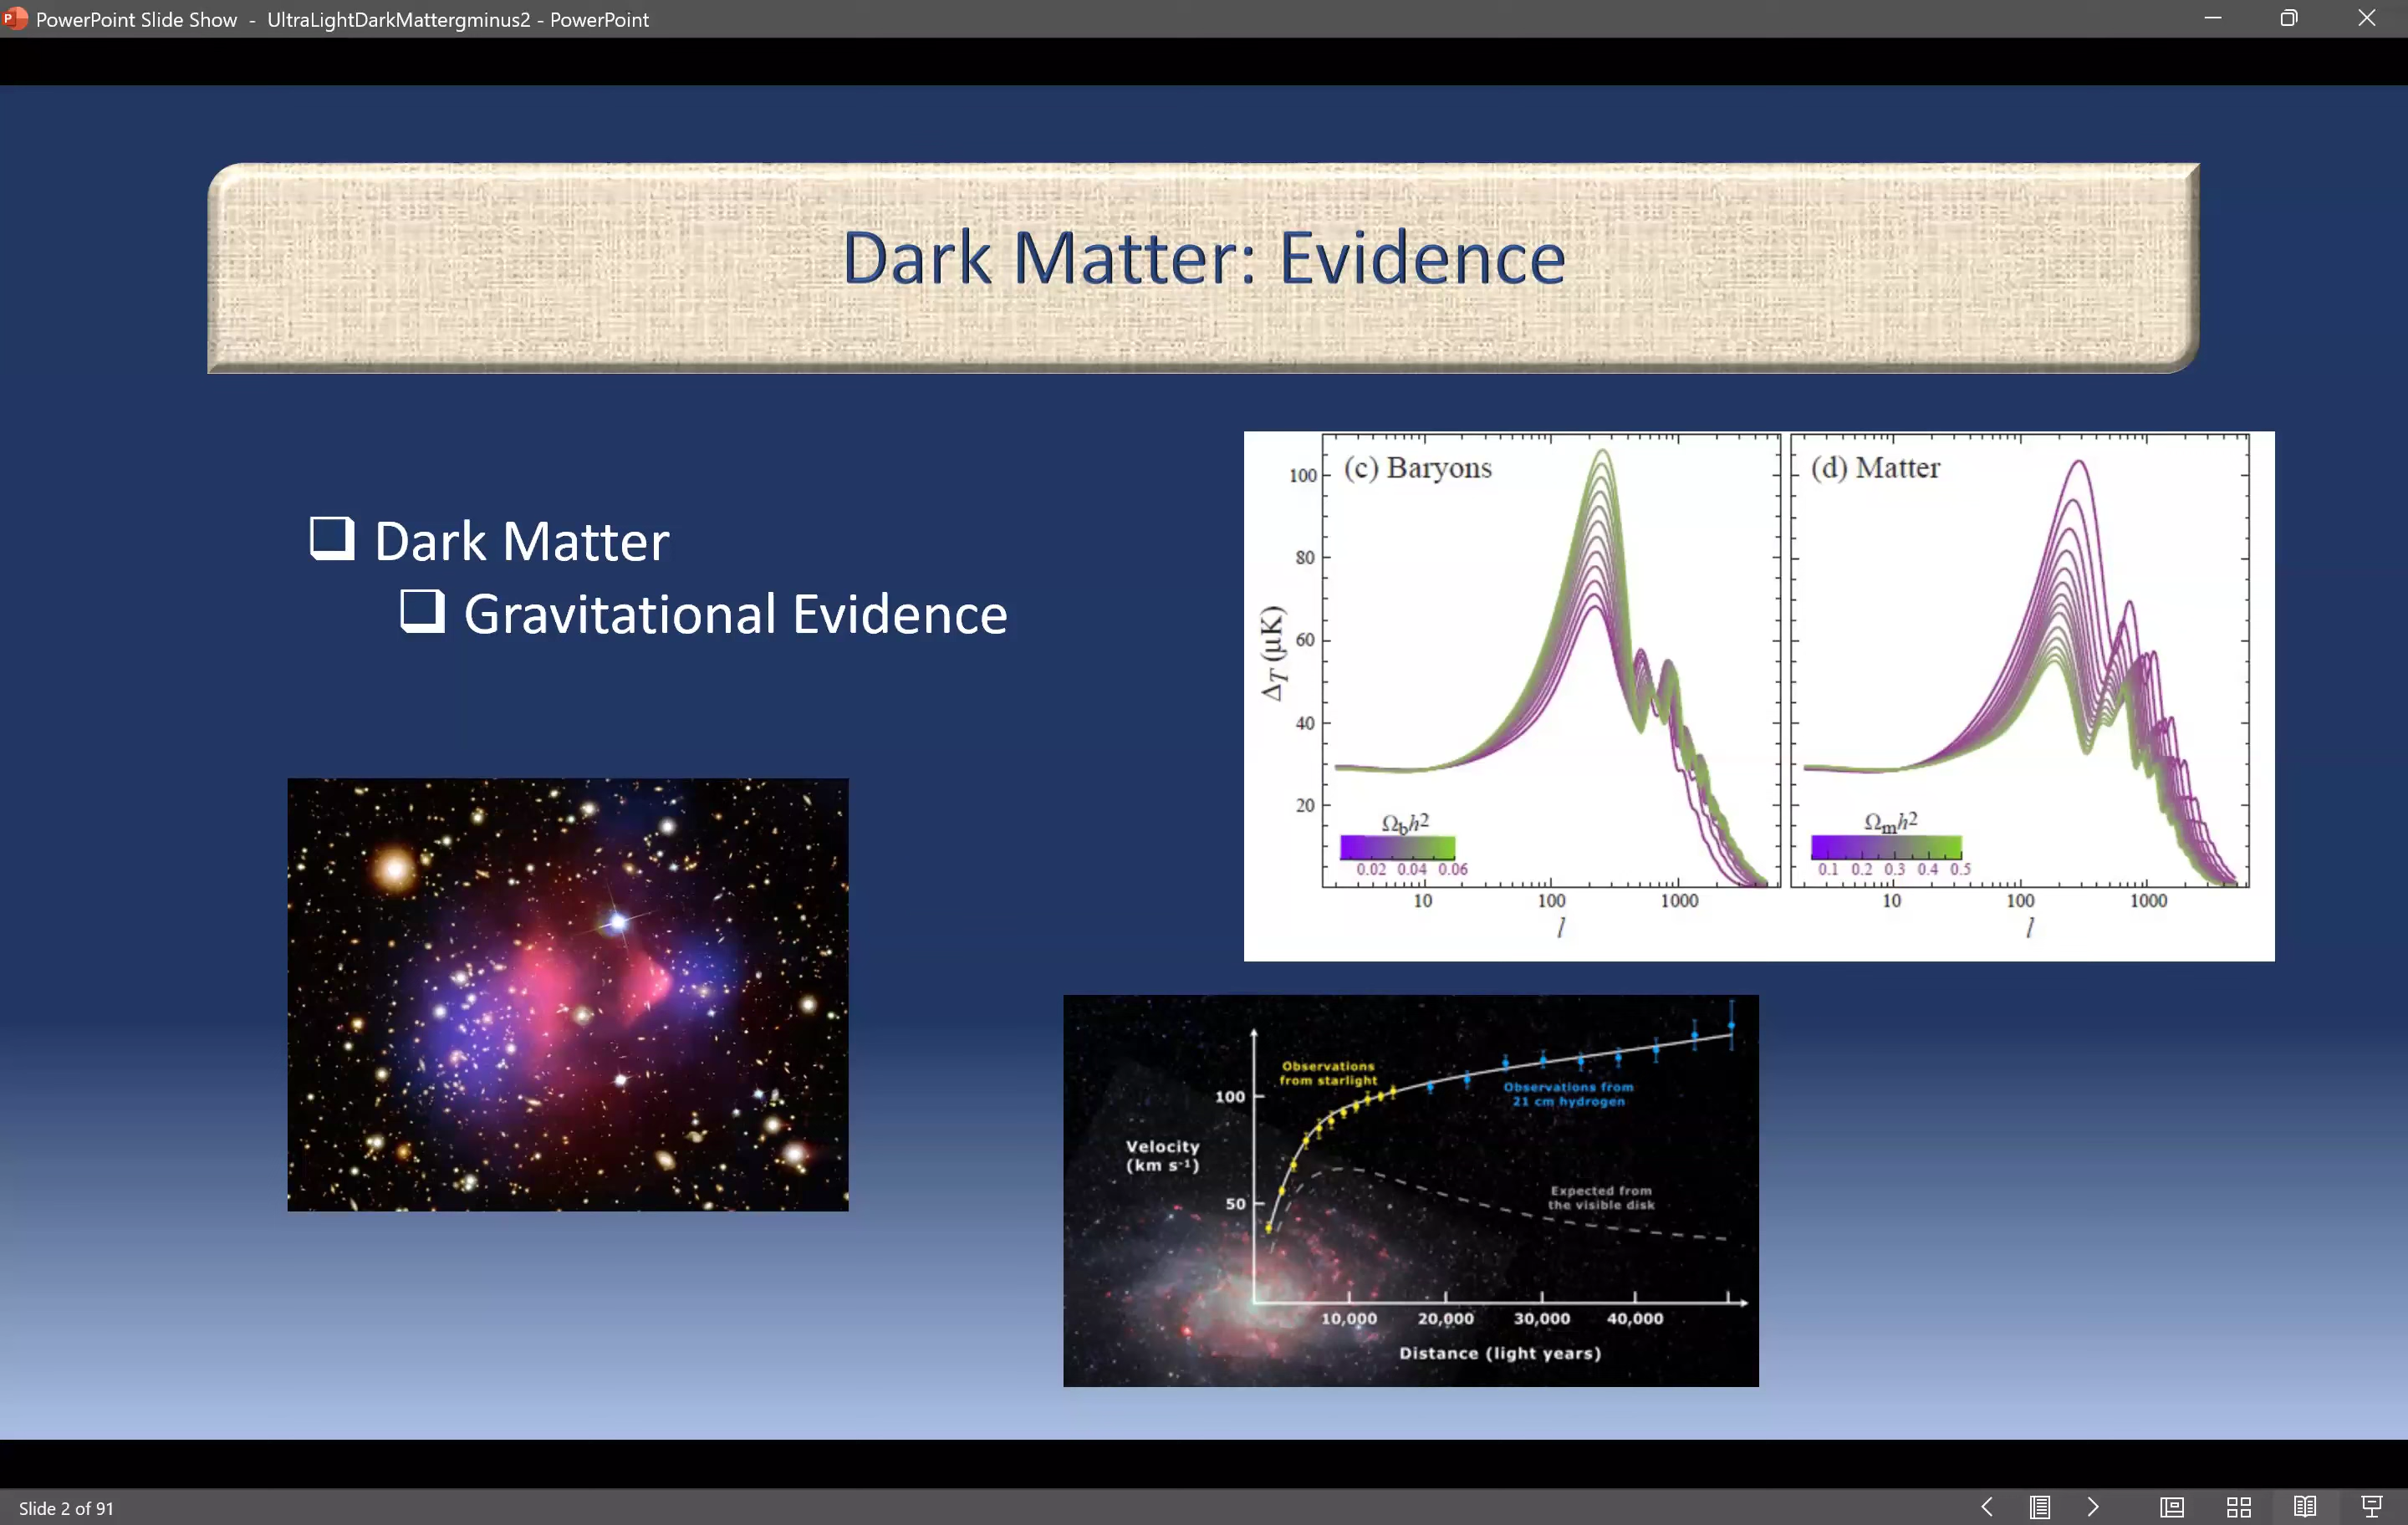 PowerPoint Slide Show - UltraLightDarkMattergminus2 - PowerPoint
Dark Matter: Evidence
❑ Dark Matter
❑ Gravitational Evidence
(c) Baryons
(d) Matter
100
80
60
40
20
ΔT (μK)
Ωbh²
0.02 0.04 0.06
Ωmh²
0.1 0.2 0.3 0.4 0.5
10 100 1000
10 100 1000
l
l
Observations
from starlight
100
Observations from
21 cm hydrogen
Velocity
(km s⁻¹)
50
Expected from
the visible disk
10,000 20,000 30,000 40,000
Distance (light years)
Slide 2 of 91